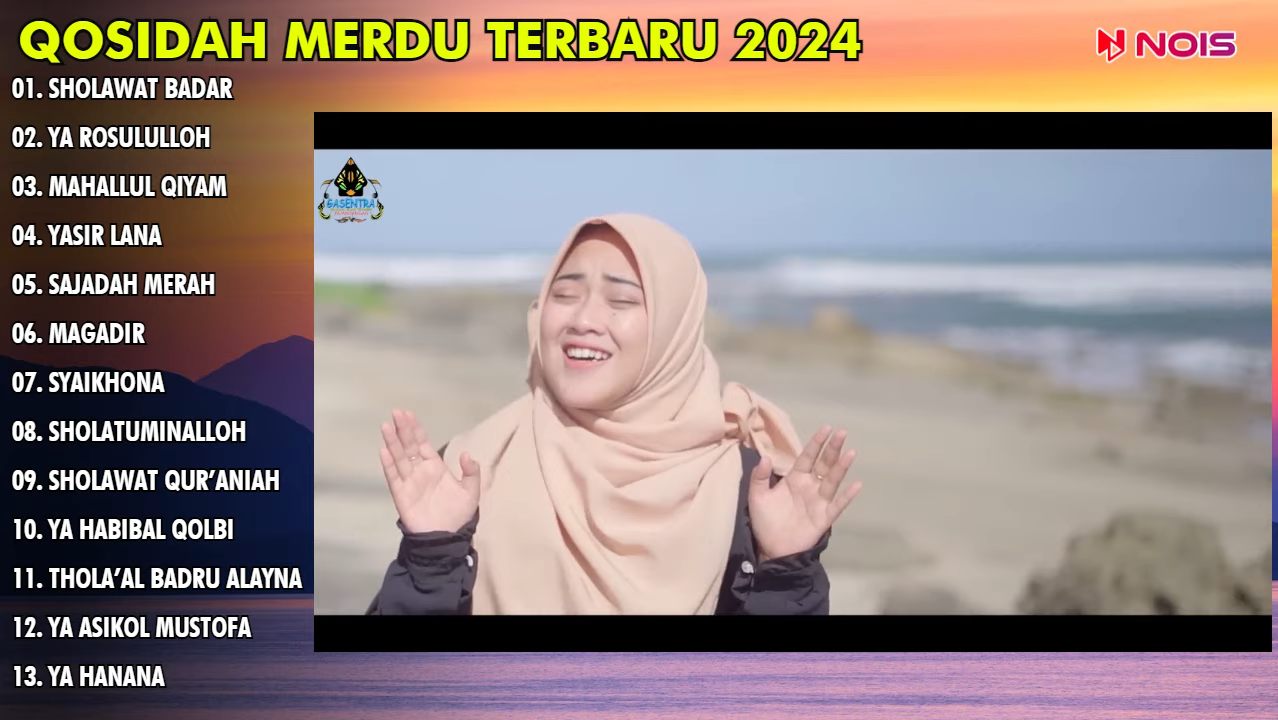 QOSIDAH MERDU TERBARU 2024
NOIS
01. SHOLAWAT BADAR
02. YA ROSULULLOH
03. MAHALLUL QIYAM
04. YASIR LANA
05. SAJADAH MERAH
06. MAGADIR
07. SYAIKHONA
08. SHOLATUMINALLOH
09. SHOLAWAT QUR'ANIAH
10. YA HABIBAL QOLBI
11. THOLA'AL BADRU ALAYNA
12. YA ASIKOL MUSTOFA
13. YA HANANA
GASENTRA